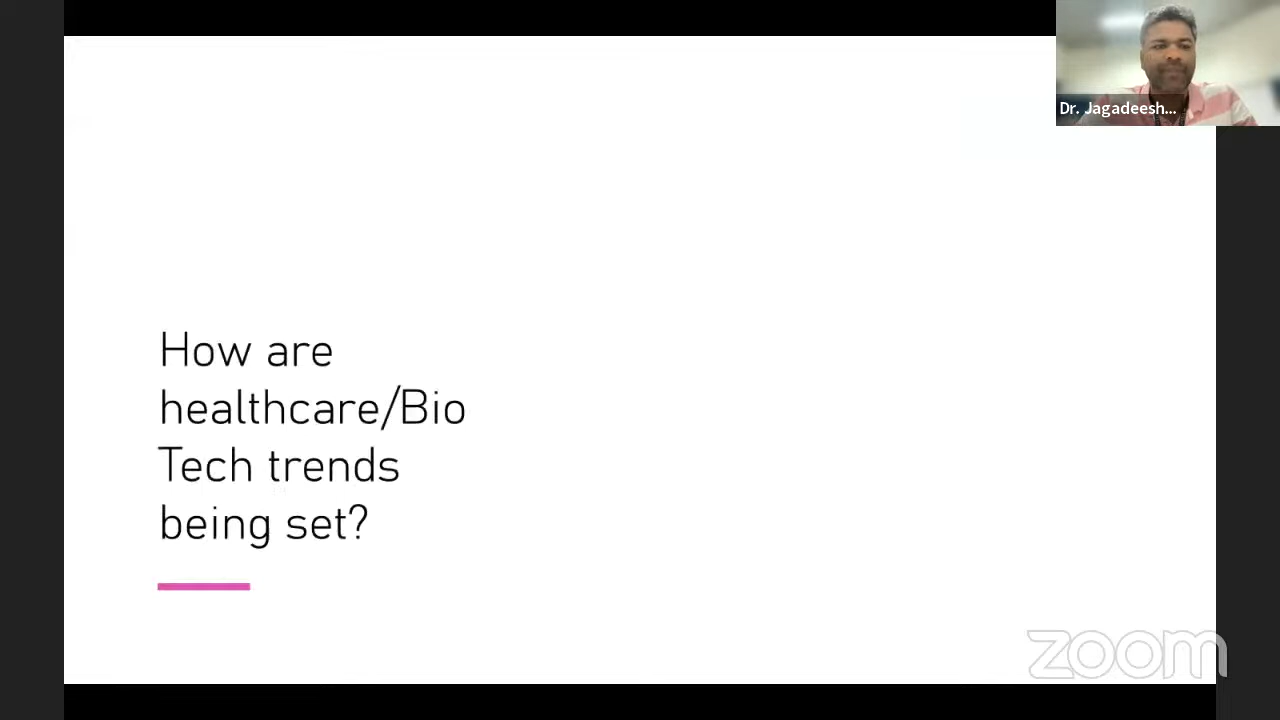 Dr. Jagadeesh...
How are
healthcare/Bio
Tech trends
being set?
zoom